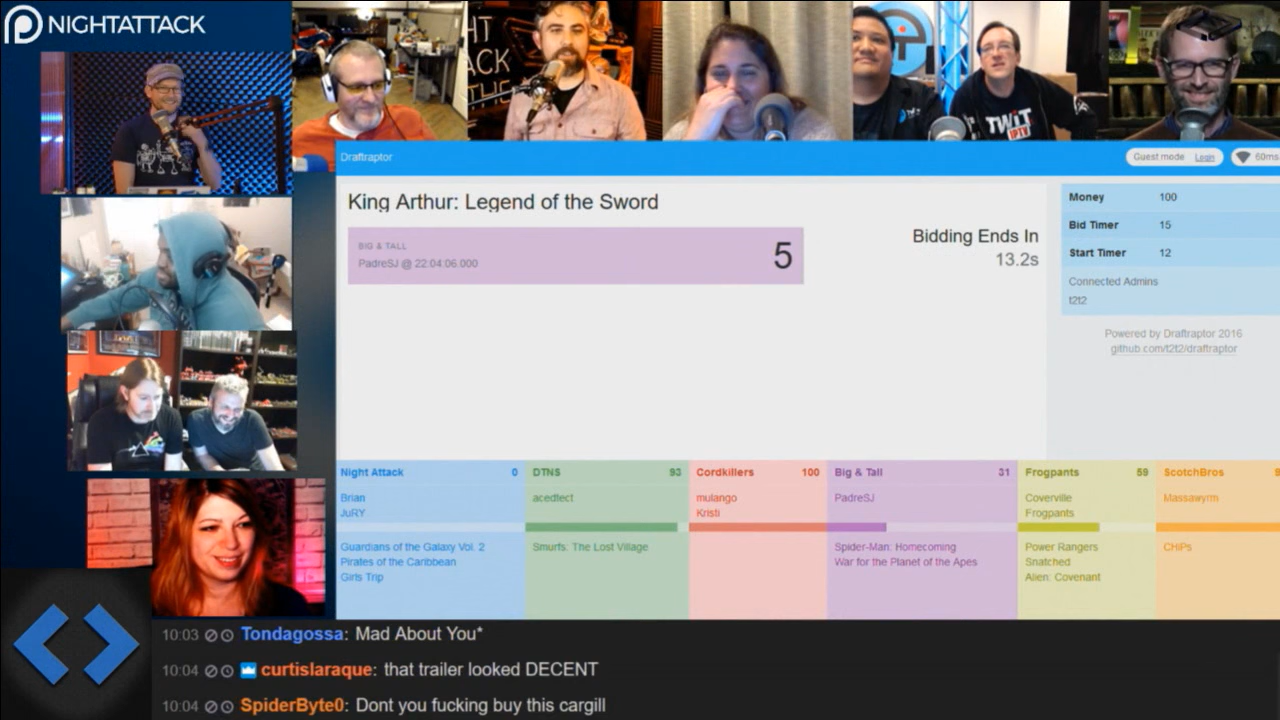 NIGHTATTACK
TWiT
IPTV
Draftraptor
Guest mode Login
60ms
King Arthur: Legend of the Sword
BIG & TALL
PadreSJ @ 22:04:06.000
5
Bidding Ends In
13.2s
Money 100
Bid Timer 15
Start Timer 12
Connected Admins
t2t2
Powered by Draftraptor 2016
github.com/t2t2/draftraptor
Night Attack 0
Brian
JuRY
Guardians of the Galaxy Vol. 2
Pirates of the Caribbean
Girls Trip
DTNS 93
acedtect
Smurfs: The Lost Village
Cordkillers 100
mulango
Kristi
Big & Tall 31
PadreSJ
Spider-Man: Homecoming
War for the Planet of the Apes
Frogpants 59
Coverville
Frogpants
Power Rangers
Snatched
Alien: Covenant
ScotchBros
Massawyrm
CHIPs
10:03 Tondagossa: Mad About You*
10:04 curtislaraque: that trailer looked DECENT
10:04 SpiderByte0: Dont you fucking buy this cargill